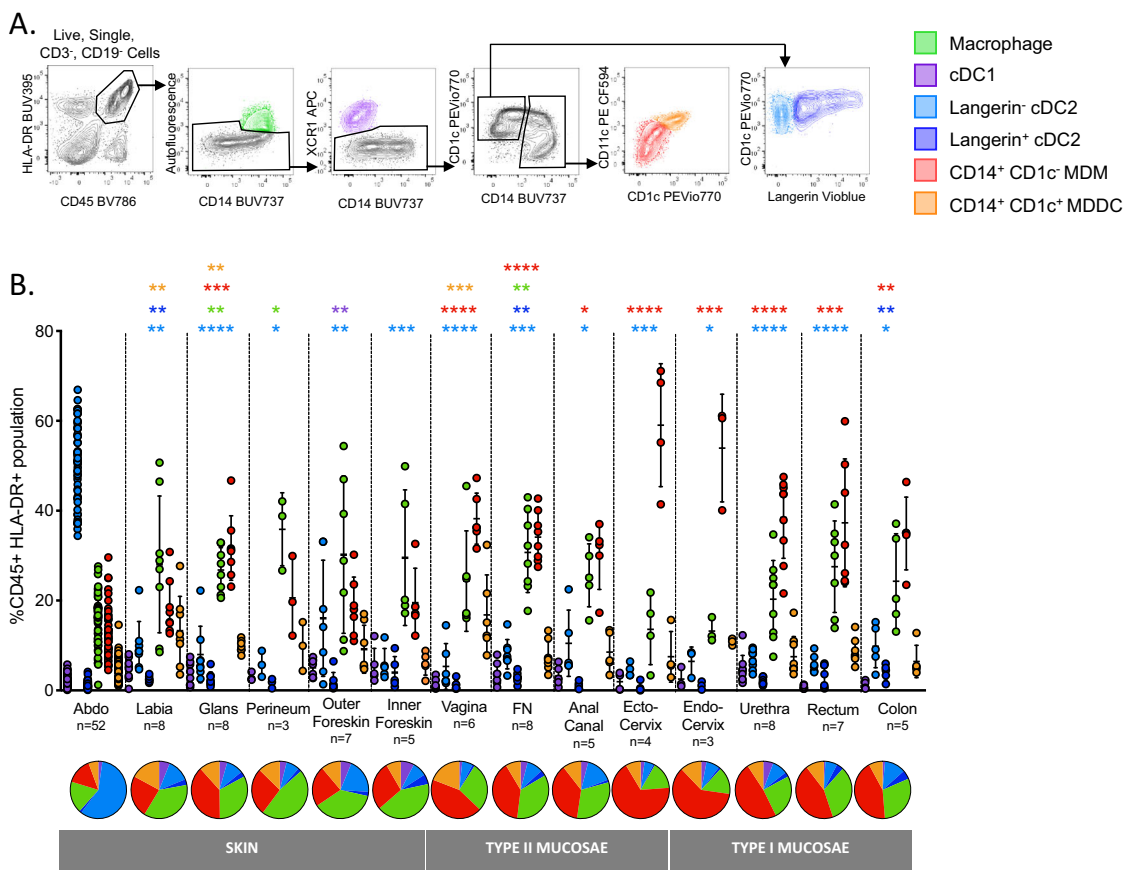 A.
Live, Single,
CD3-, CD19- Cells
HLA-DR BUV395
CD45 BV786
Autofluorescence
CD14 BUV737
XCR1 APC
CD14 BUV737
CD1c PEVio770
CD14 BUV737
CD11c PE CF594
CD1c PEVio770
CD1c PEVio770
Langerin Vioblue
Macrophage
cDC1
Langerin- cDC2
Langerin+ cDC2
CD14+ CD1c- MDM
CD14+ CD1c+ MDDC
B.
** **** 
** *** *** ** ** 
** ** ** * ** **** ** * **** *** **** *** ** 
** **** * ** *** **** *** * *** * **** **** * 
%CD45+ HLA-DR+ population
80
60
40
20
0
Abdo
n=52
Labia
n=8
Glans
n=8
Perineum
n=3
Outer
Foreskin
n=7
Inner
Foreskin
n=5
Vagina
n=6
FN
n=8
Anal
Canal
n=5
Ecto-
Cervix
n=4
Endo-
Cervix
n=3
Urethra
n=8
Rectum
n=7
Colon
n=5
SKIN
TYPE II MUCOSAE
TYPE I MUCOSAE